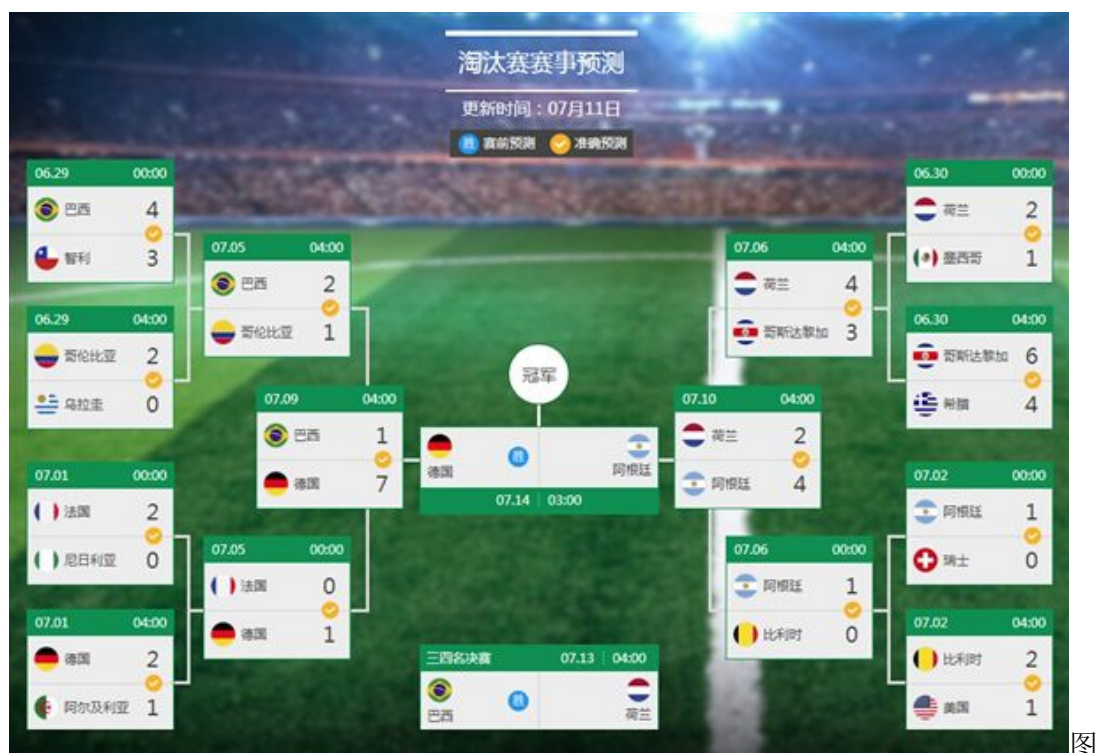 淘汰赛赛事预测
更新时间：07月11日
胜 赛前预测 准确预测
06.29 00:00
巴西 4
智利 3
06.29 04:00
哥伦比亚 2
乌拉圭 0
07.01 00:00
法国 2
尼日利亚 0
07.01 04:00
德国 2
阿尔及利亚 1
07.05 04:00
巴西 2
哥伦比亚 1
07.05 00:00
法国 0
德国 1
07.09 04:00
巴西 1
德国 7
冠军
德国 胜 阿根廷
07.14 03:00
三四名决赛 07.13 04:00
巴西 胜 荷兰
07.10 04:00
荷兰 2
阿根廷 4
07.06 04:00
荷兰 4
哥斯达黎加 3
07.06 00:00
阿根廷 1
比利时 0
06.30 00:00
荷兰 2
墨西哥 1
06.30 04:00
哥斯达黎加 6
希腊 4
07.02 00:00
阿根廷 1
瑞士 0
07.02 04:00
比利时 2
美国 1
图